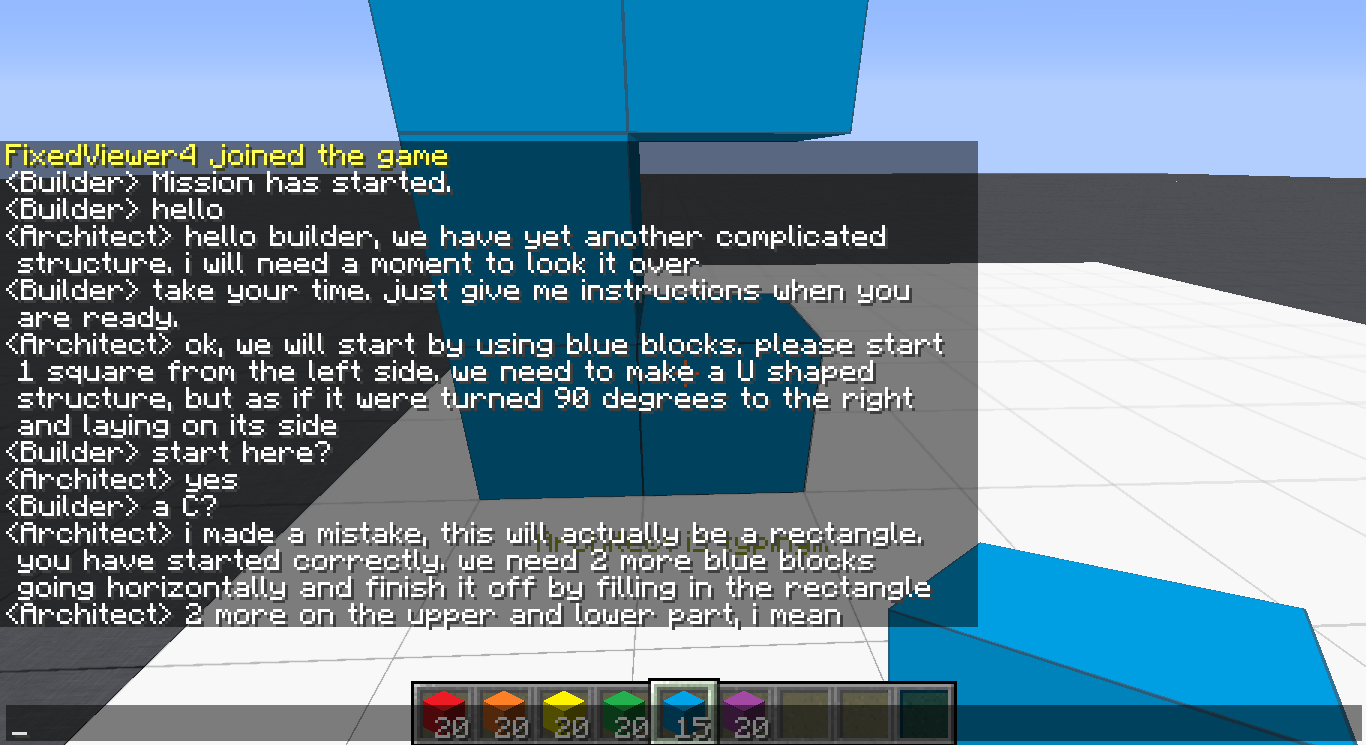 FixedViewer4 joined the game
<Builder> Mission has started.
<Builder> hello
<Architect> hello builder, we have yet another complicated
structure. i will need a moment to look it over
<Builder> take your time. just give me instructions when you
are ready.
<Architect> ok, we will start by using blue blocks. please start
1 square from the left side. we need to make a U shaped
structure, but as if it were turned 90 degrees to the right
and laying on its side
<Builder> start here?
<Architect> yes
<Builder> a C?
<Architect> i made a mistake, this will actually be a rectangle.
Architect is typing...
you have started correctly. we need 2 more blue blocks
going horizontally and finish it off by filling in the rectangle
<Architect> 2 more on the upper and lower part, i mean
20 20 20 20 15 20
_